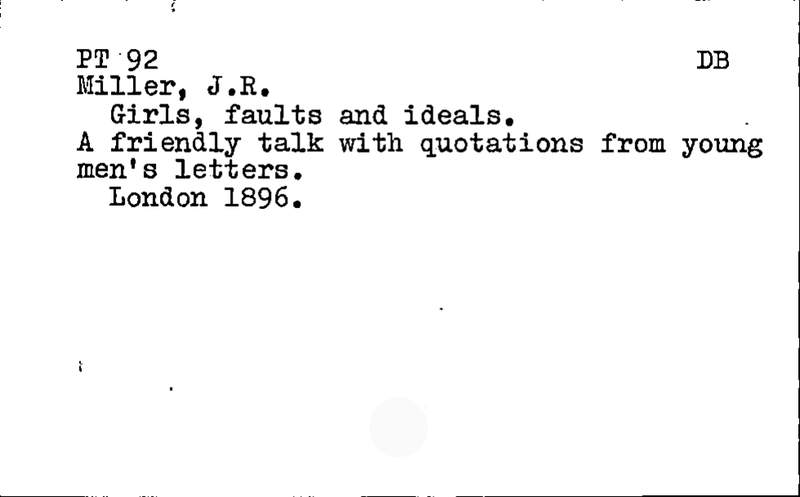 PT 92 DB
Miller, J.R.
Girls, faults and ideals.
A friendly talk with quotations from young
men's letters.
London 1896.